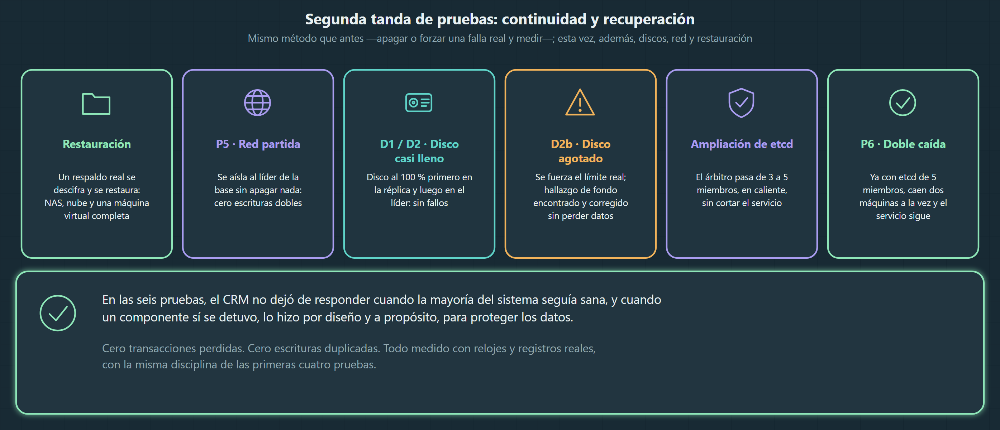 Segunda tanda de pruebas: continuidad y recuperación
Mismo método que antes —apagar o forzar una falla real y medir—; esta vez, además, discos, red y restauración
Restauración
Un respaldo real se
descifra y se restaura:
NAS, nube y una máquina
virtual completa
P5 · Red partida
Se aísla al líder de la
base sin apagar nada:
cero escrituras dobles
D1 / D2 · Disco
casi lleno
Disco al 100 % primero en
la réplica y luego en el
líder: sin fallos
D2b · Disco
agotado
Se fuerza el límite real;
hallazgo de fondo
encontrado y corregido
sin perder datos
Ampliación de etcd
El árbitro pasa de 3 a 5
miembros, en caliente,
sin cortar el servicio
P6 · Doble caída
Ya con etcd de 5
miembros, caen dos
máquinas a la vez y el
servicio sigue
En las seis pruebas, el CRM no dejó de responder cuando la mayoría del sistema seguía sana, y cuando
un componente sí se detuvo, lo hizo por diseño y a propósito, para proteger los datos.
Cero transacciones perdidas. Cero escrituras duplicadas. Todo medido con relojes y registros reales,
con la misma disciplina de las primeras cuatro pruebas.